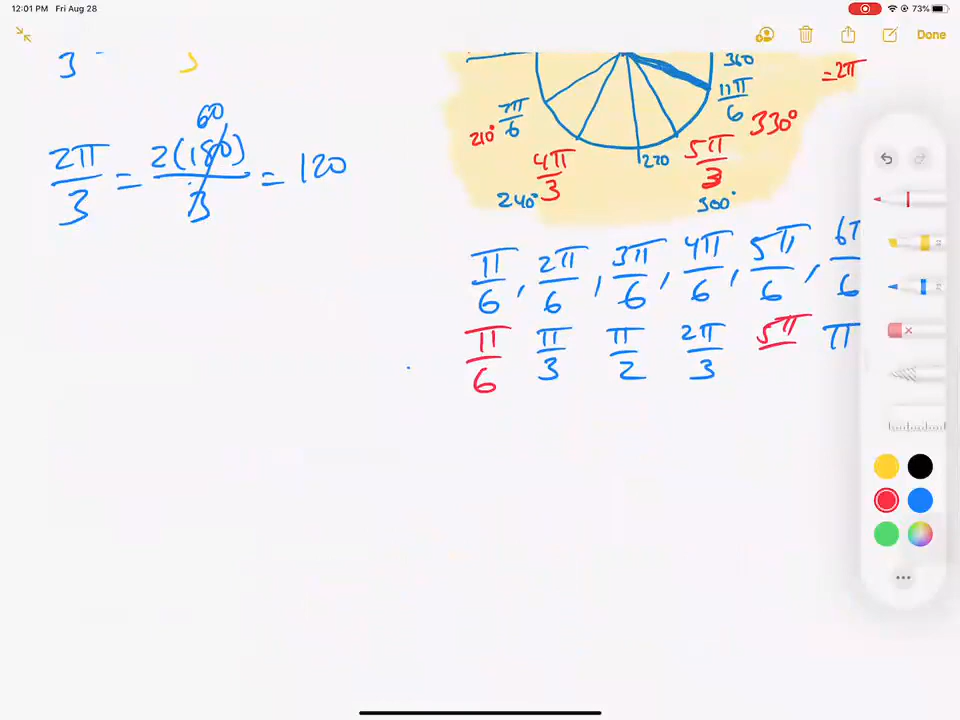 12:01 PM Fri Aug 28
73%
Done
3
360
= 2π
11π/6
330°
7π/6
210°
4π/3
240°
270
5π/3
300°
60
2π/3 = 2(180)/3 = 120
π/6, 2π/6, 3π/6, 4π/6, 5π/6, 6π/6
π/6 π/3 π/2 2π/3 5π π